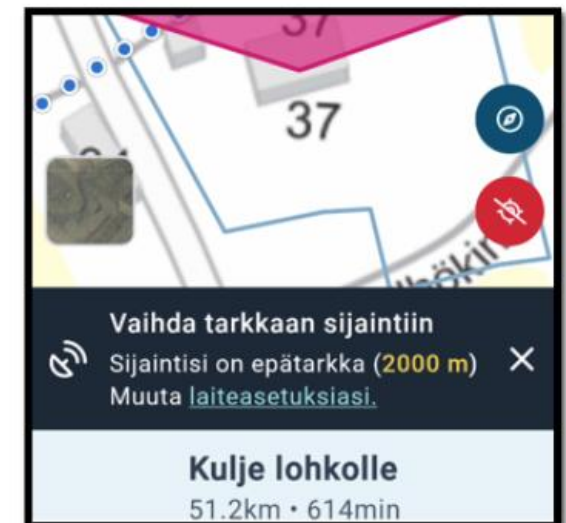 37
37
Vaihda tarkkaan sijaintiin
Sijaintisi on epätarkka (2000 m)
Muuta laiteasetuksiasi.
Kulje lohkolle
51.2km • 614min